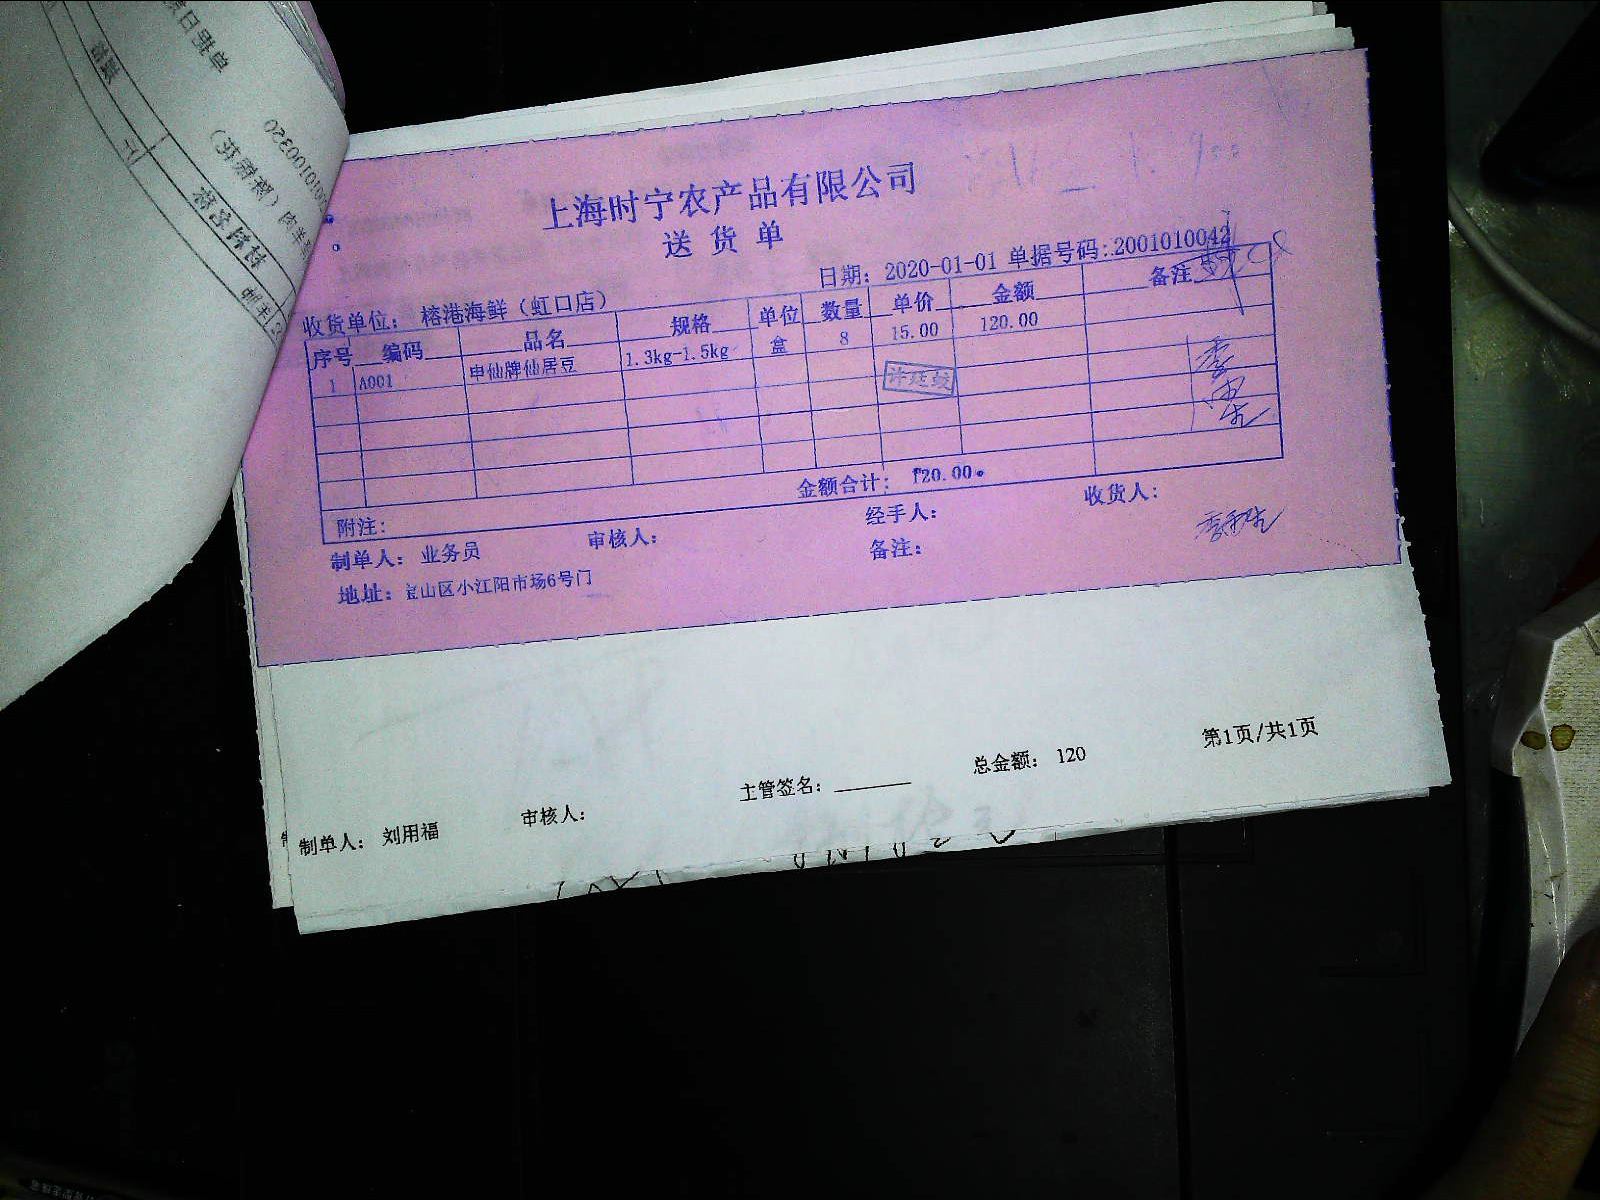 上海时宁农产品有限公司
送货单
日期: 2020-01-01 单据号码:2001010042
收货单位: 榕港海鲜（虹口店）
序号 编码 品名 规格 单位 数量 单价 金额 备注
1 A001 申仙牌仙居豆 1.3kg-1.5kg 盒 8 15.00 120.00
金额合计: 120.00
附注:
制单人: 业务员 审核人: 经手人: 收货人:
备注:
地址: 宝山区小江阳市场6号门
制单人: 刘用福 审核人: 主管签名: 总金额: 120 第1页/共1页